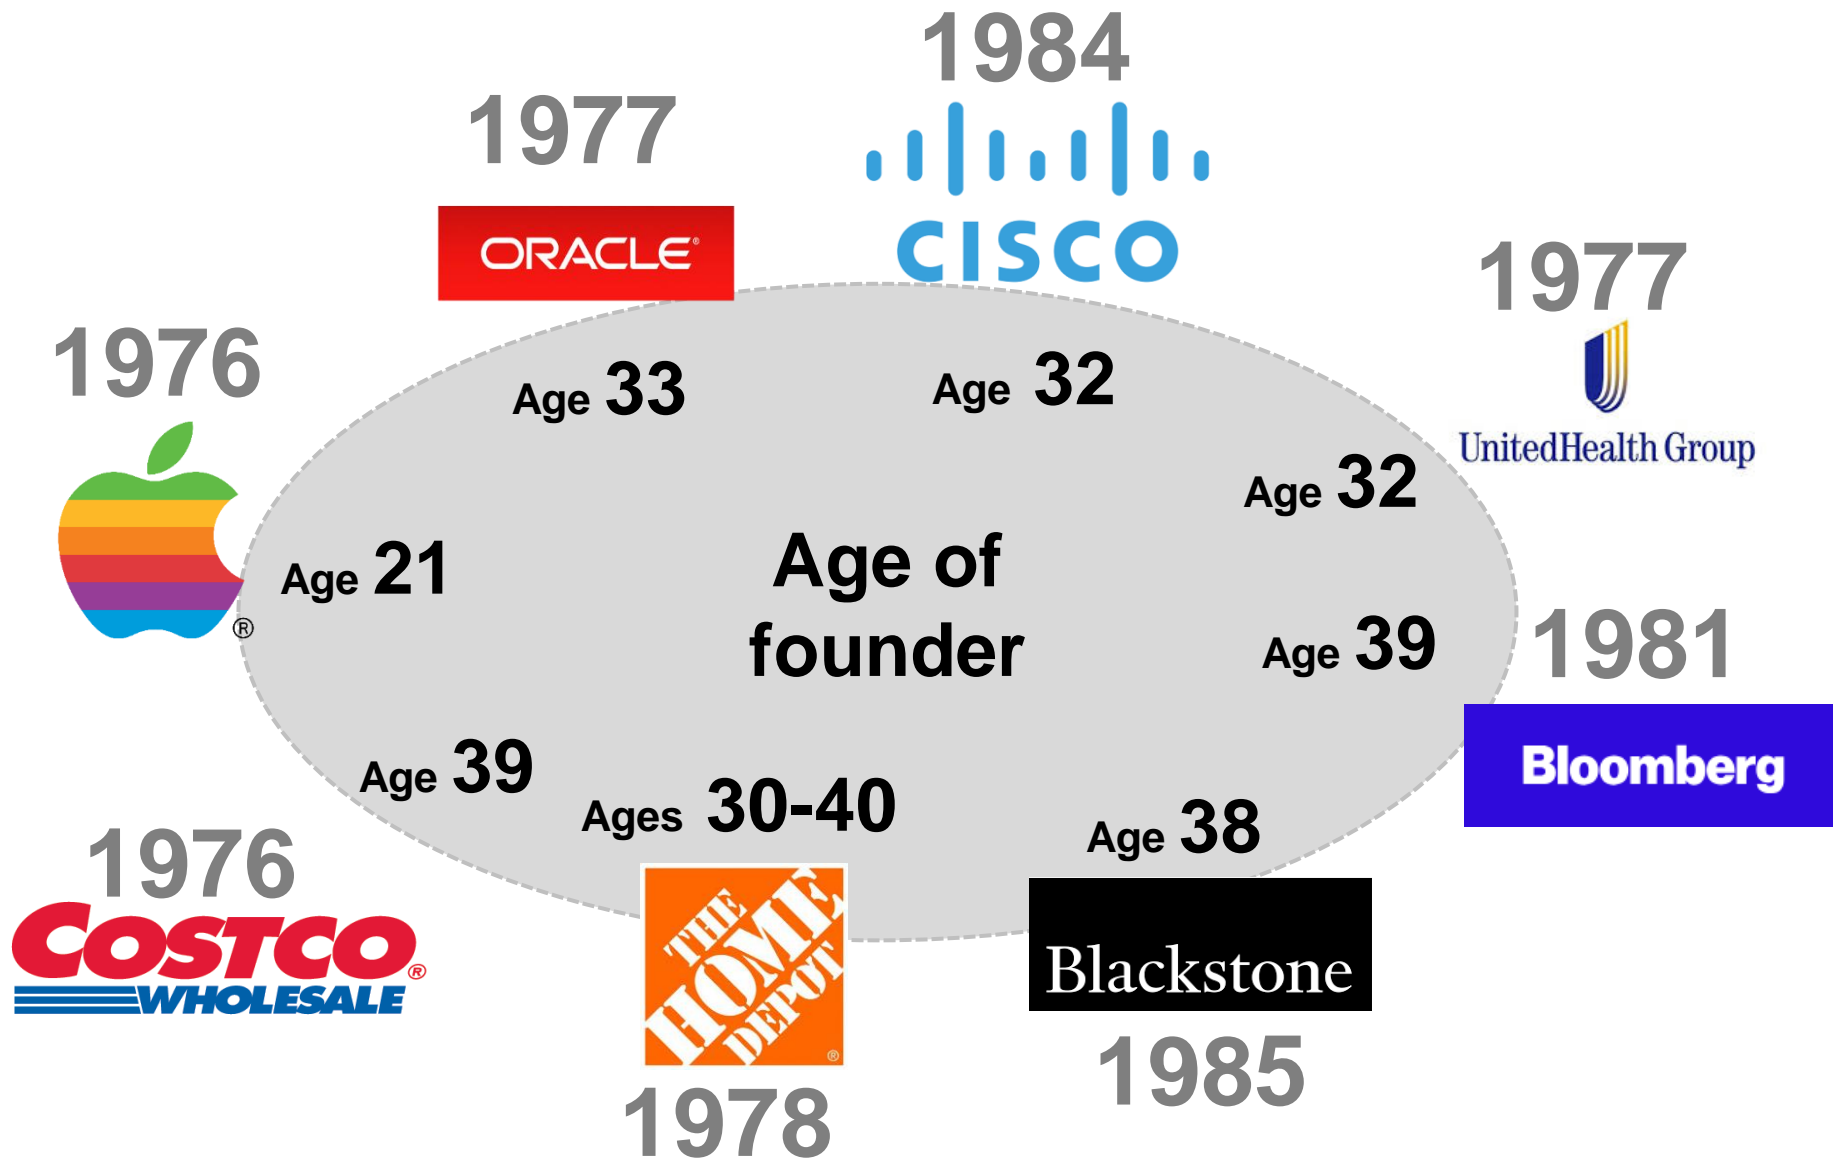 1984
CISCO
1977
ORACLE®
1977
UnitedHealth Group
1976
®
Age 33
Age 32
Age 32
Age 21
Age of
founder
Age 39
1981
Bloomberg
Age 39
Ages 30-40
Age 38
1976
COSTCO®
WHOLESALE
THE
HOME
DEPOT
®
1978
Blackstone
1985